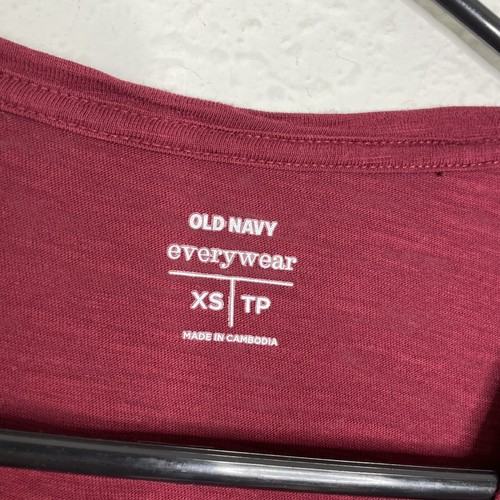 OLD NAVY
everywear
XS TP
MADE IN CAMBODIA